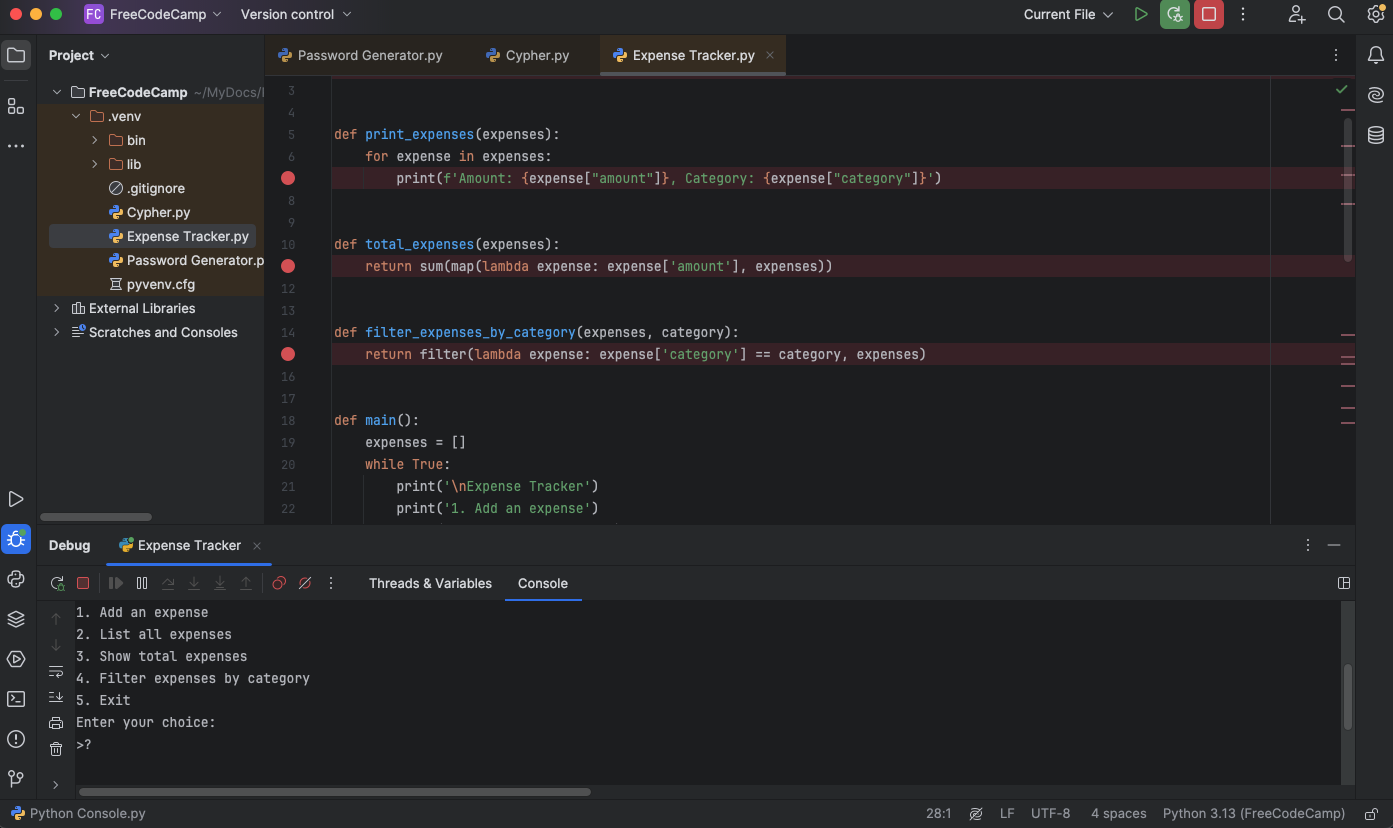 FC FreeCodeCamp Version control Current File
Project
Password Generator.py Cypher.py Expense Tracker.py
FreeCodeCamp ~/MyDocs/
.venv
bin
lib
.gitignore
Cypher.py
Expense Tracker.py
Password Generator.p
pyvenv.cfg
External Libraries
Scratches and Consoles
3
4
5 def print_expenses(expenses):
6 for expense in expenses:
print(f'Amount: {expense["amount"]}, Category: {expense["category"]}')
8
9
10 def total_expenses(expenses):
return sum(map(lambda expense: expense['amount'], expenses))
12
13
14 def filter_expenses_by_category(expenses, category):
return filter(lambda expense: expense['category'] == category, expenses)
16
17
18 def main():
19 expenses = []
20 while True:
21 print('\nExpense Tracker')
22 print('1. Add an expense')
Debug Expense Tracker
Threads & Variables Console
1. Add an expense
2. List all expenses
3. Show total expenses
4. Filter expenses by category
5. Exit
Enter your choice:
>?
Python Console.py 28:1 LF UTF-8 4 spaces Python 3.13 (FreeCodeCamp)